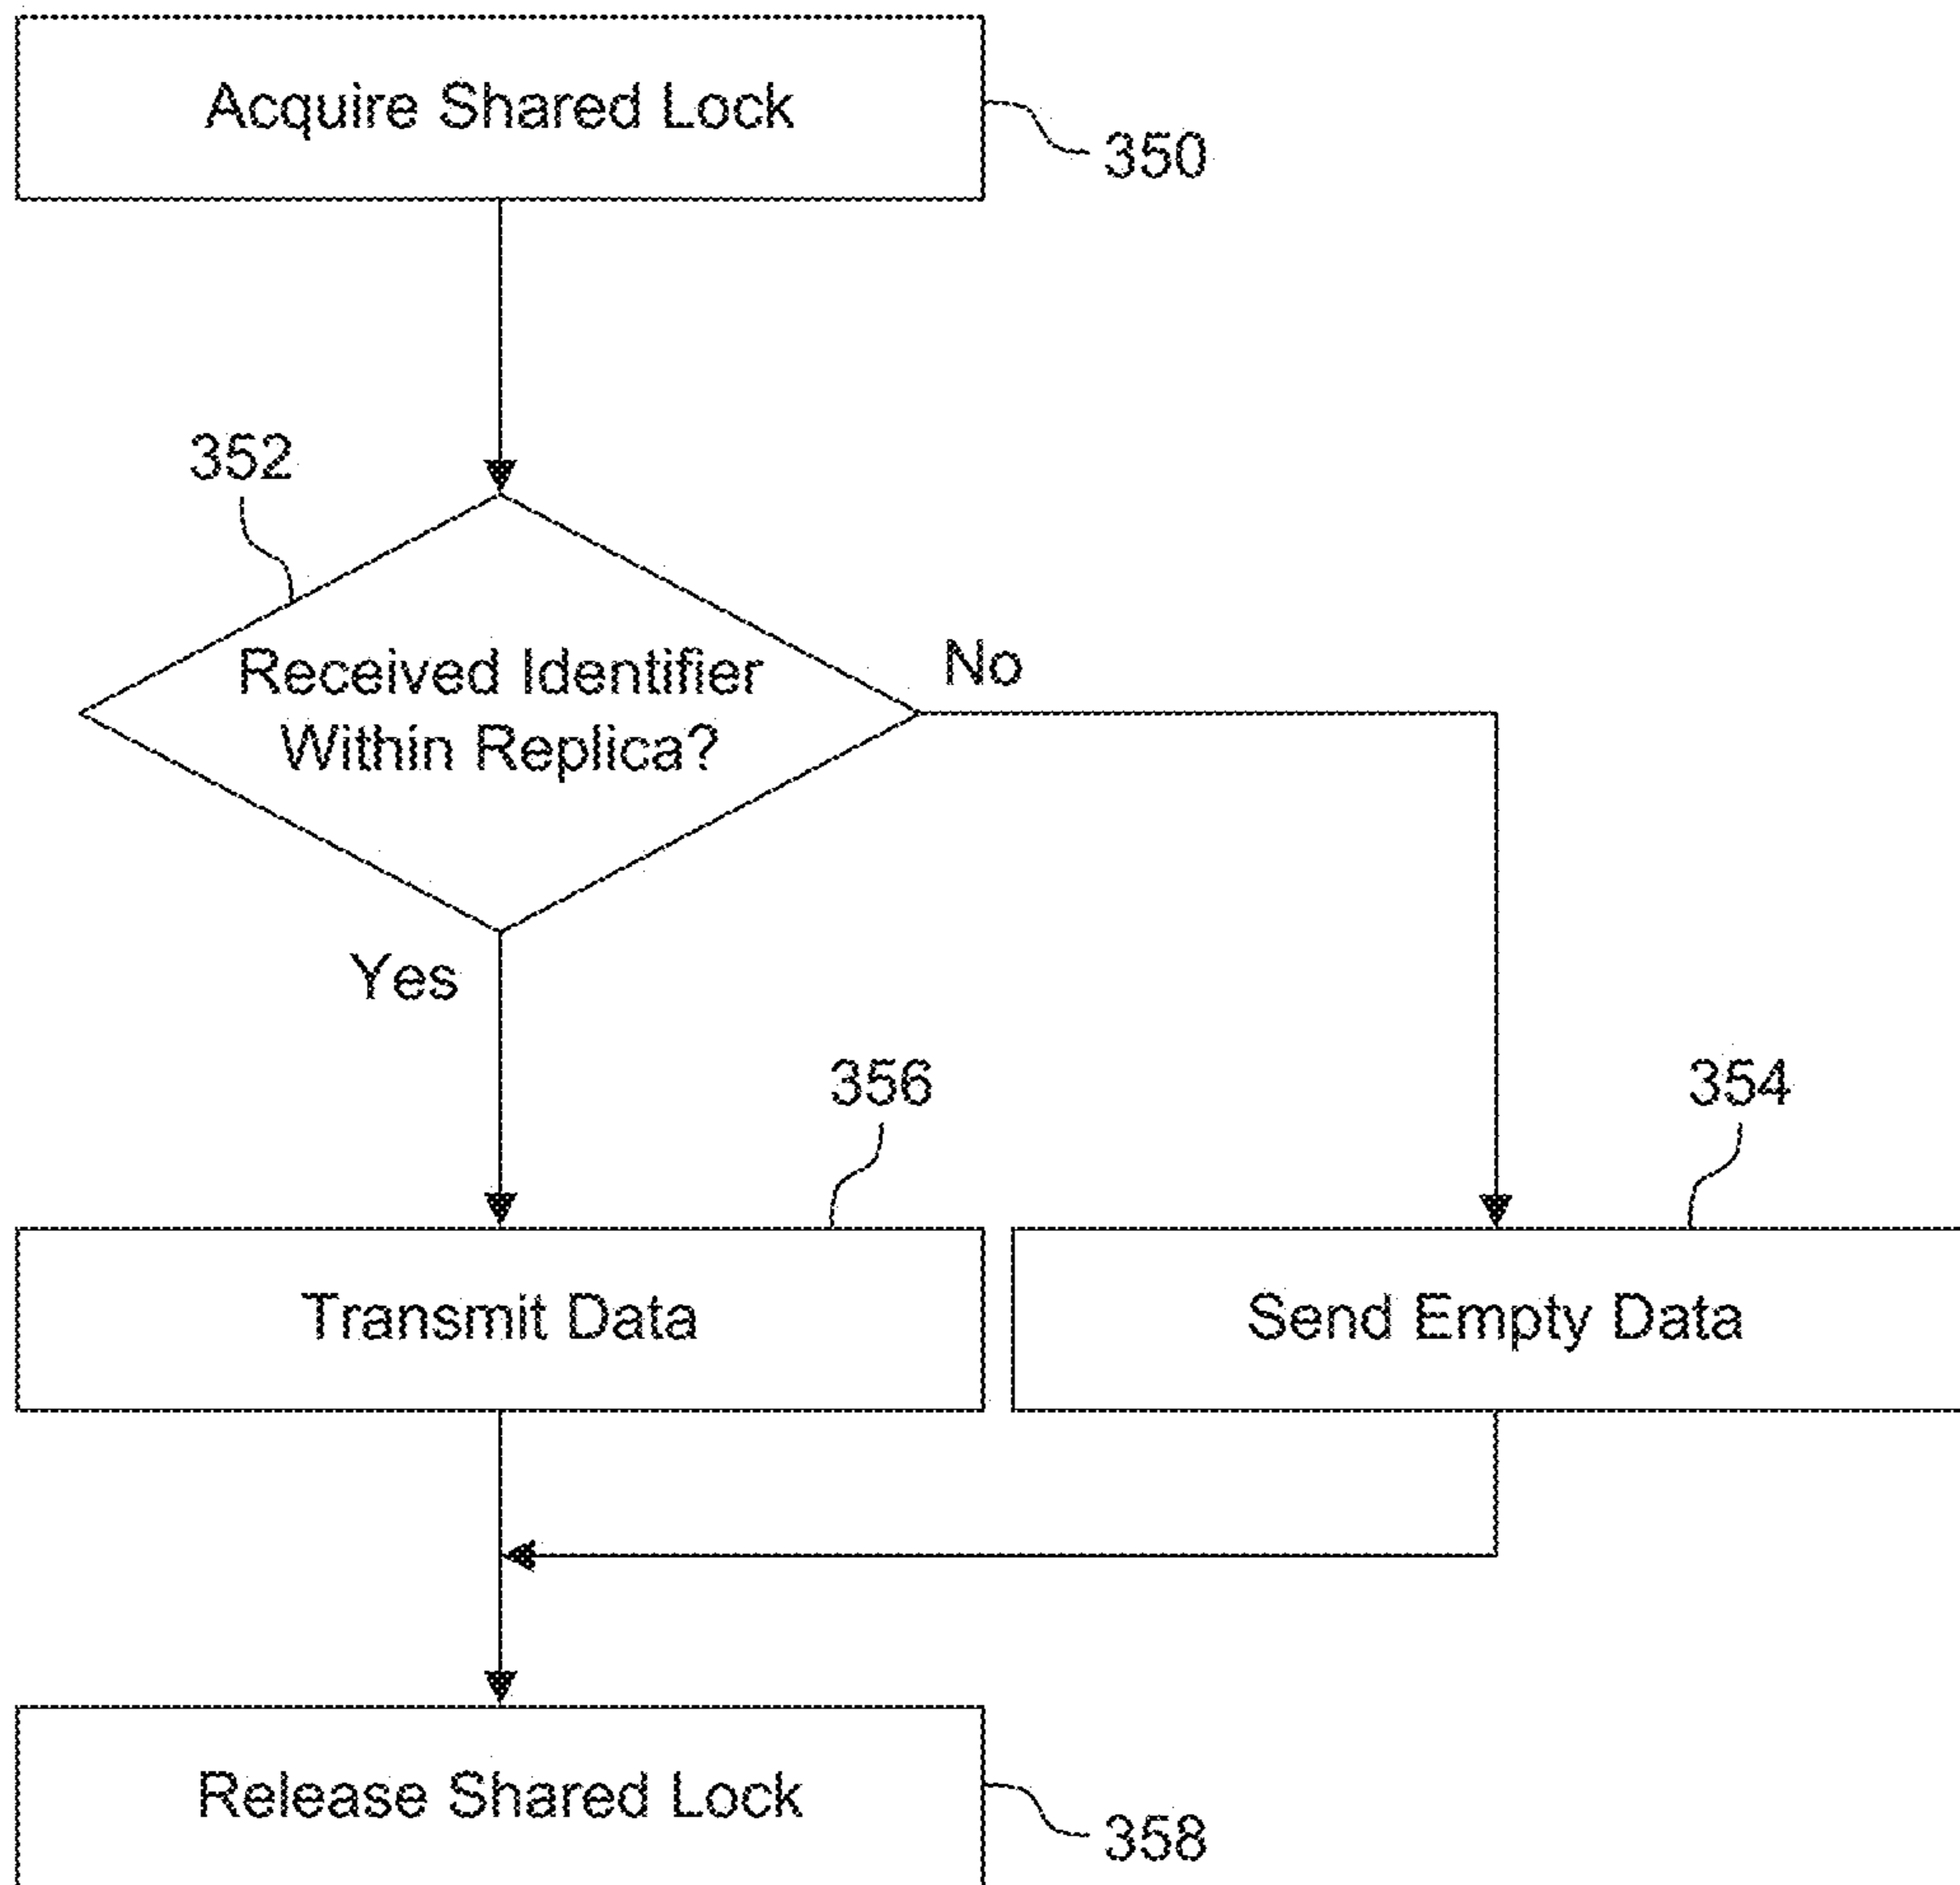 Acquire Shared Lock
350
352
Received Identifier
Within Replica?
No
Yes
356
354
Transmit Data
Send Empty Data
Release Shared Lock
358